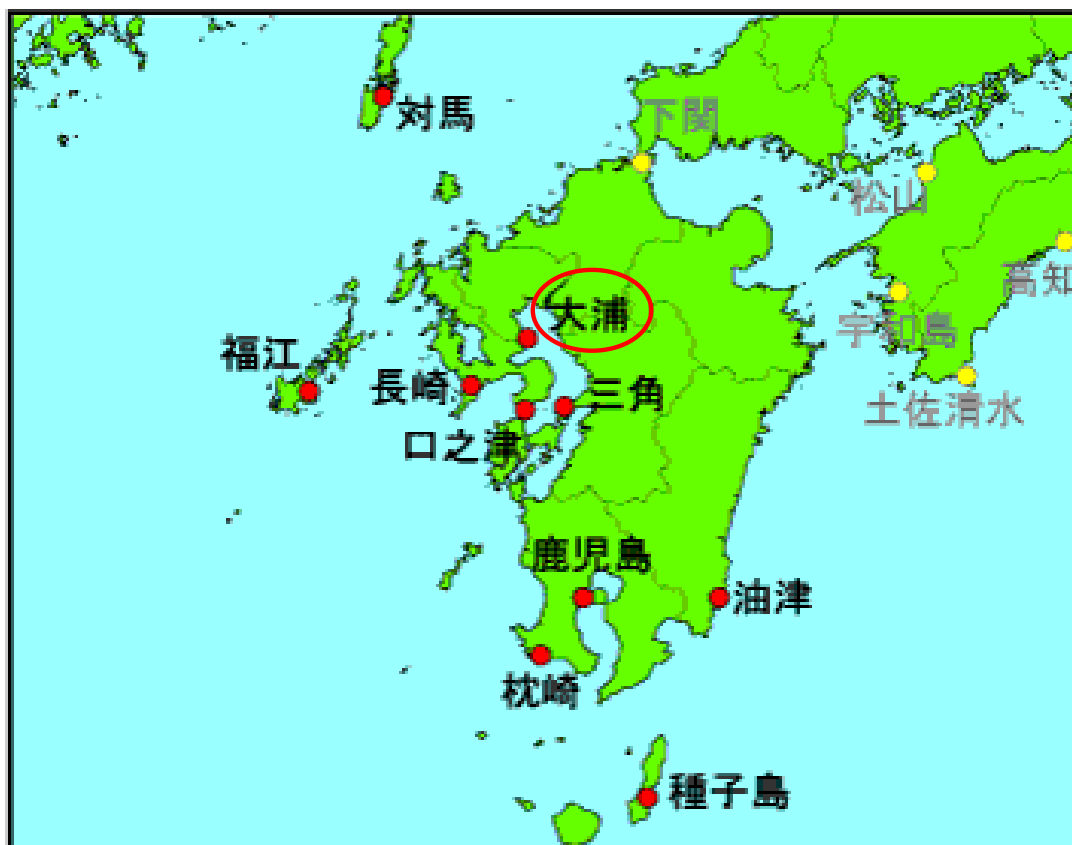 対馬
下関
松山
高知
大浦
宇和島
福江
長崎
三角
土佐清水
口之津
鹿児島
油津
枕崎
種子島